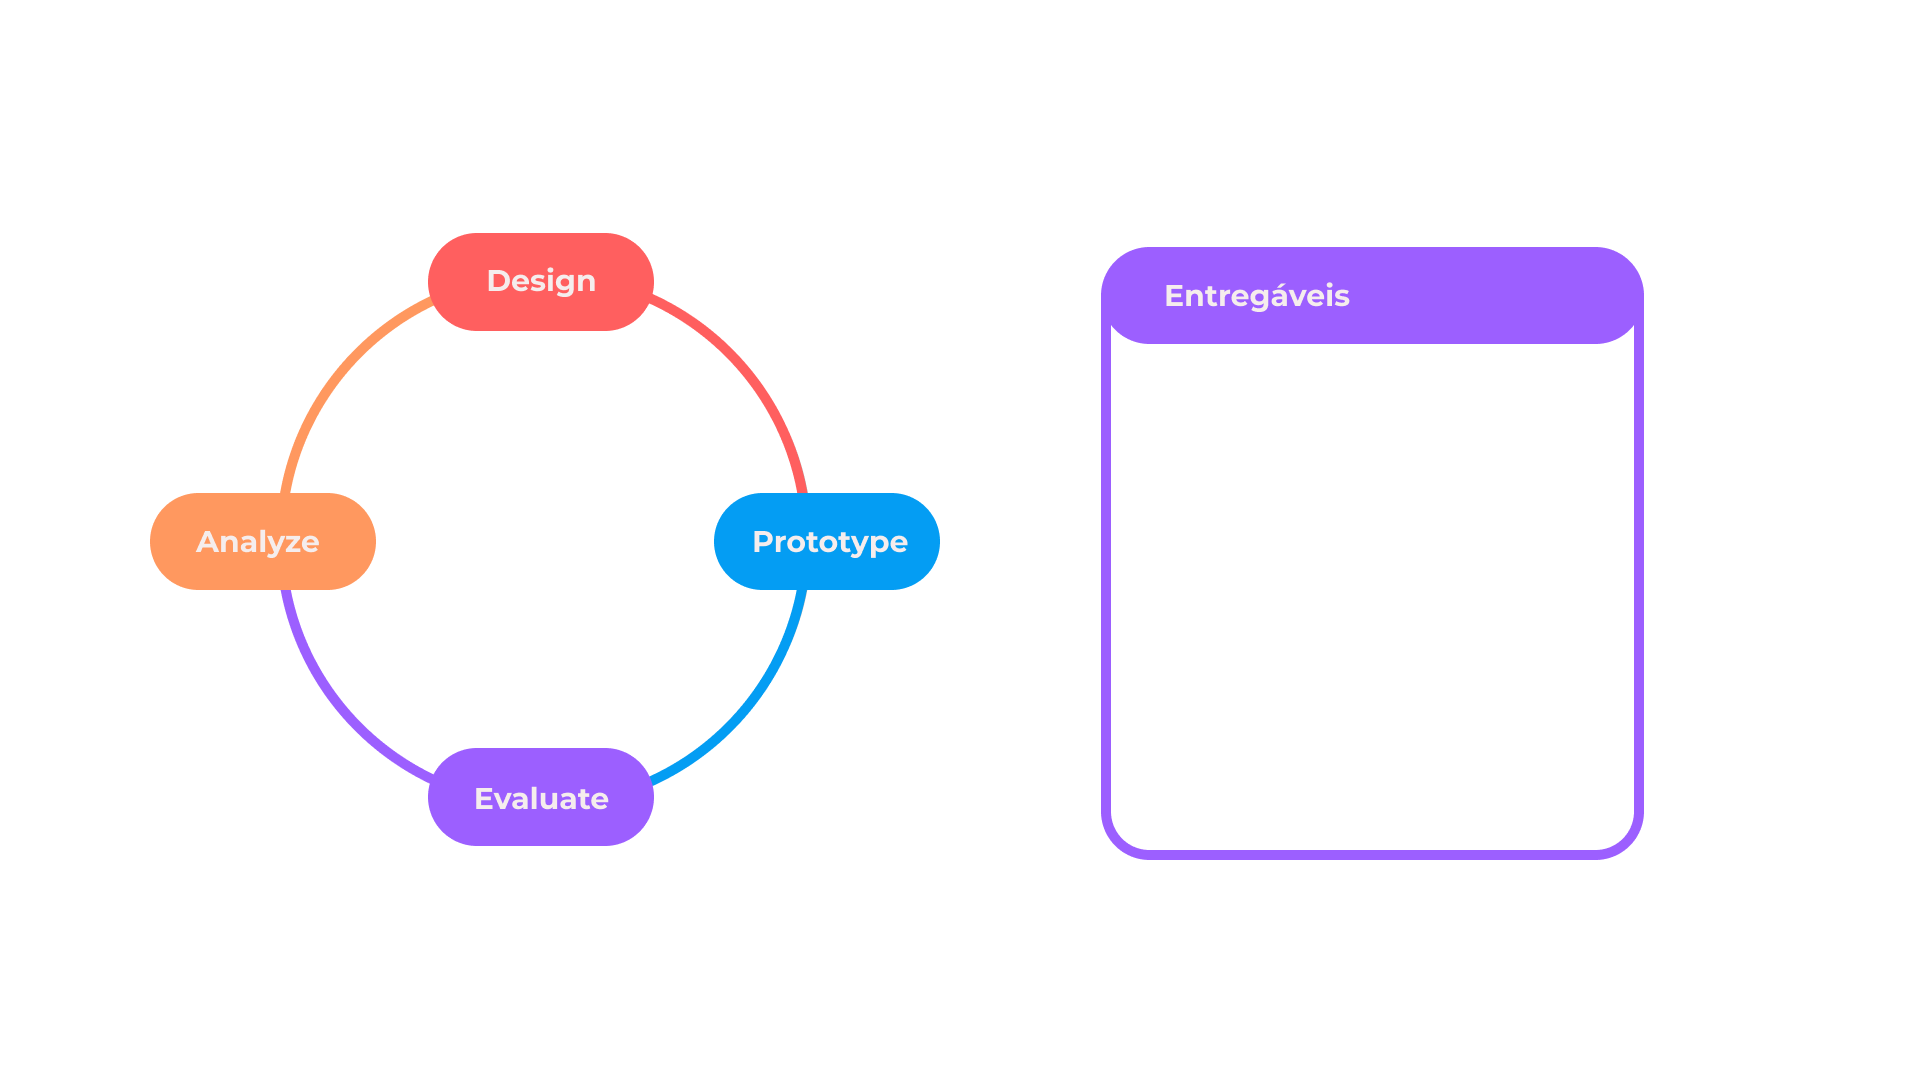 Design
Entregáveis
Analyze
Prototype
Evaluate